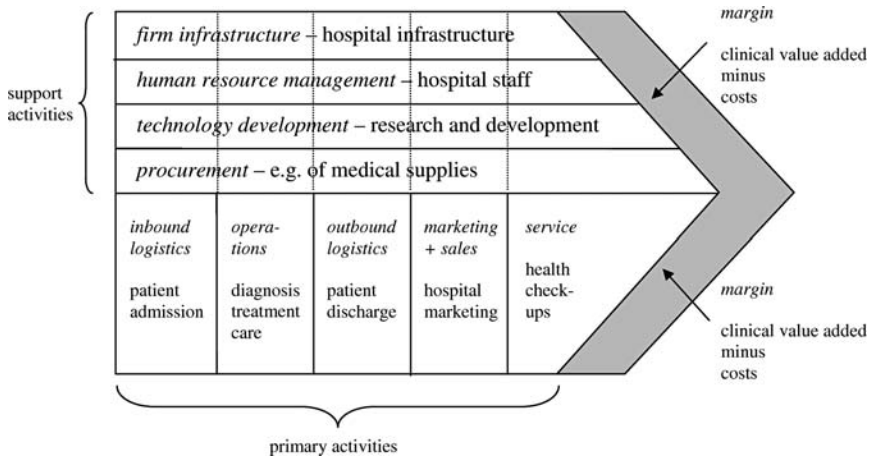 firm infrastructure – hospital infrastructure
human resource management – hospital staff
technology development – research and development
procurement – e.g. of medical supplies
support
activities
margin
clinical value added
minus
costs
inbound
logistics
patient
admission
opera-
tions
diagnosis
treatment
care
outbound
logistics
patient
discharge
marketing
+ sales
hospital
marketing
service
health
check-
ups
margin
clinical value added
minus
costs
primary activities